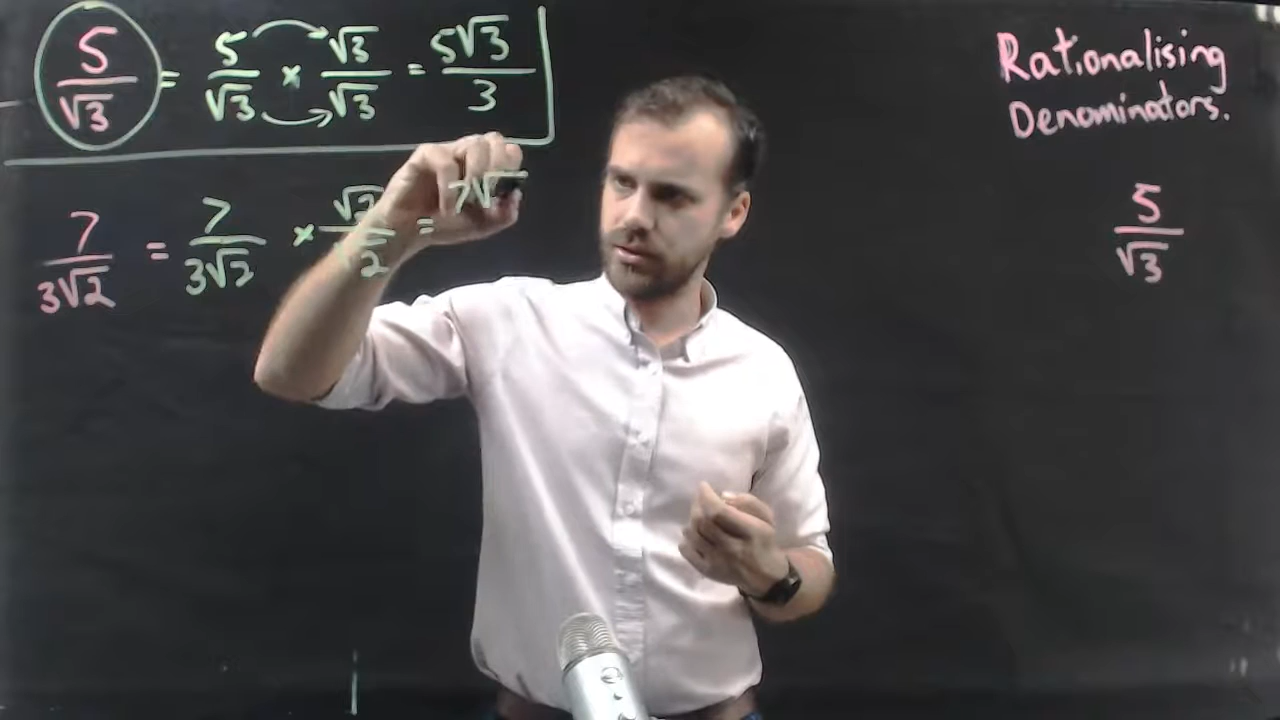 5/√3 = 5/√3 × √3/√3 = 5√3/3
Rationalising
Denominators.
7/3√2 = 7/3√2 × √2/√2 = 7√
5/√3